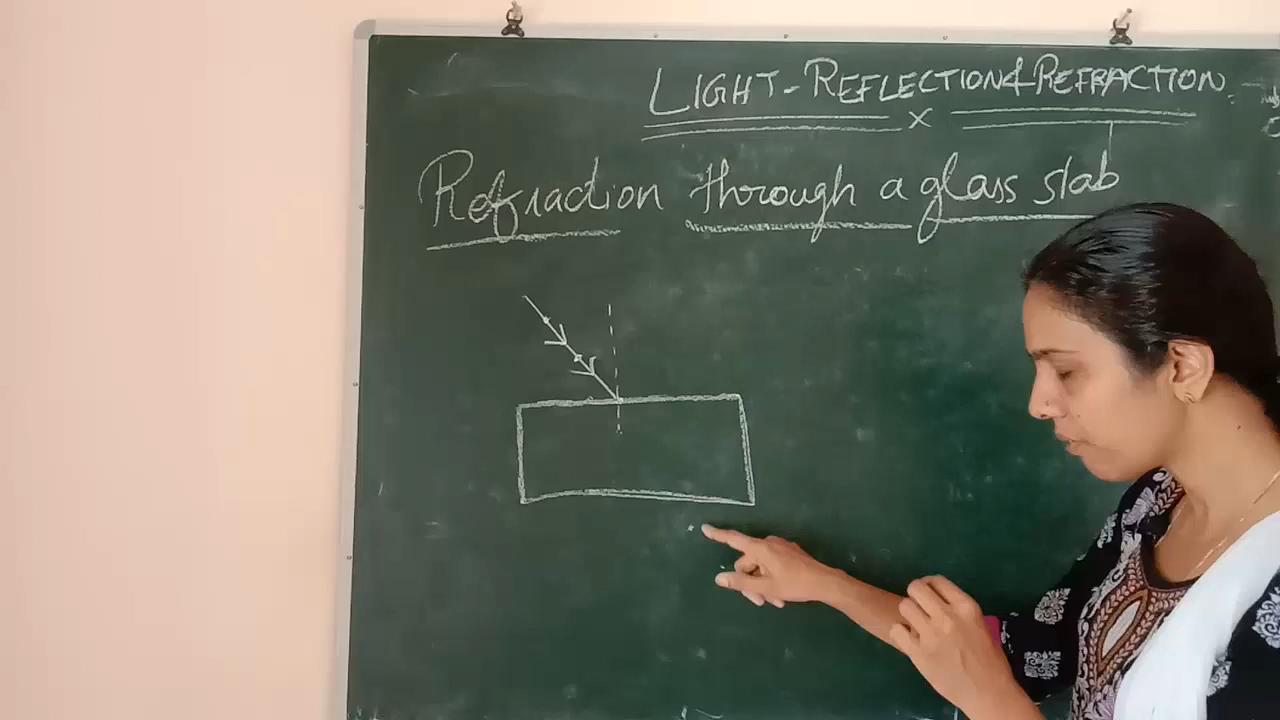 LIGHT - REFLECTION & REFRACTION
Refraction through a glass slab